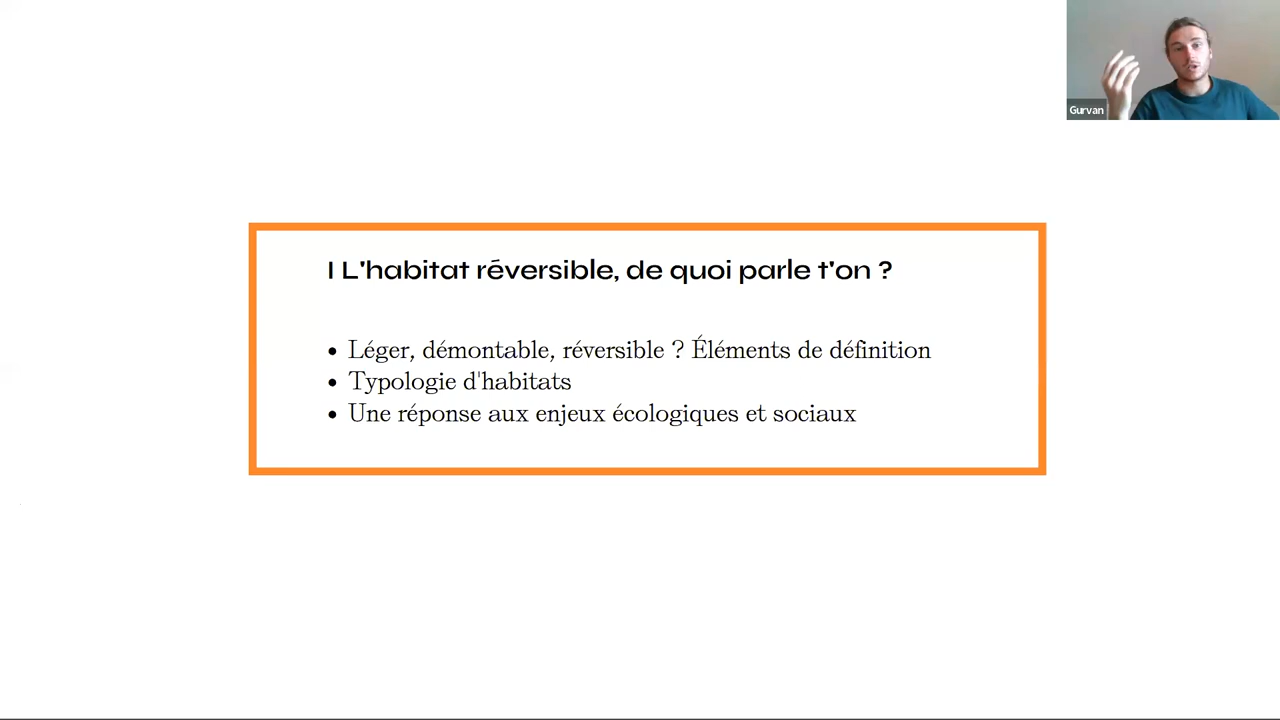 Gurvan
I L'habitat réversible, de quoi parle t'on ?
• Léger, démontable, réversible ? Éléments de définition
• Typologie d'habitats
• Une réponse aux enjeux écologiques et sociaux